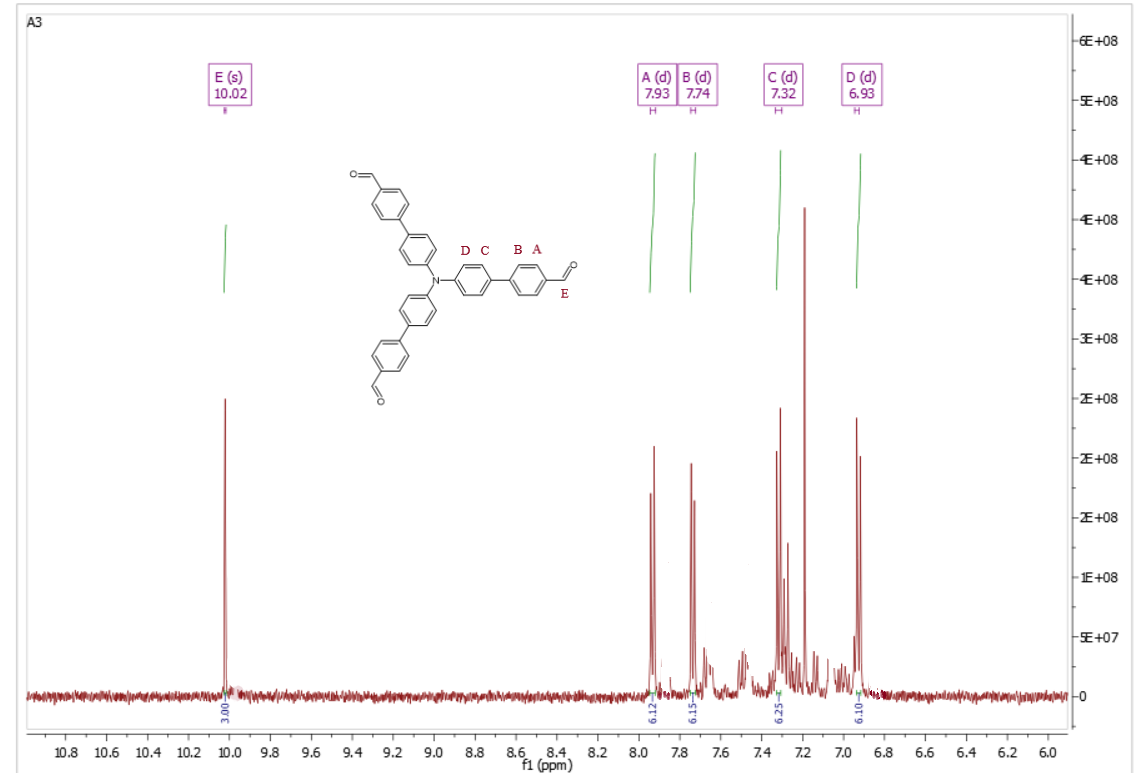 A3
E (s)
10.02
A (d)
7.93
B (d)
7.74
C (d)
7.32
D (d)
6.93
6E+08
5E+08
4E+08
4E+08
4E+08
3E+08
2E+08
2E+08
2E+08
1E+08
5E+07
0
O
D C B A
O
N
E
O
3.00
6.12
6.15
6.25
6.10
10.8 10.6 10.4 10.2 10.0 9.8 9.6 9.4 9.2 9.0 8.8 8.6 8.4 8.2 8.0 7.8 7.6 7.4 7.2 7.0 6.8 6.6 6.4 6.2 6.0
f1 (ppm)